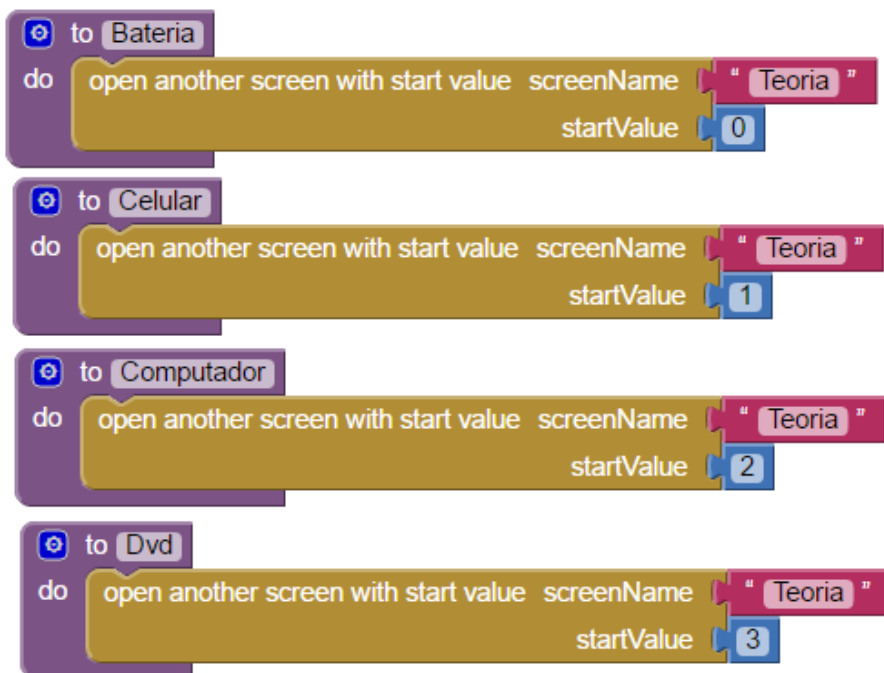 to Bateria
do open another screen with start value screenName " Teoria "
startValue 0
to Celular
do open another screen with start value screenName " Teoria "
startValue 1
to Computador
do open another screen with start value screenName " Teoria "
startValue 2
to Dvd
do open another screen with start value screenName " Teoria "
startValue 3